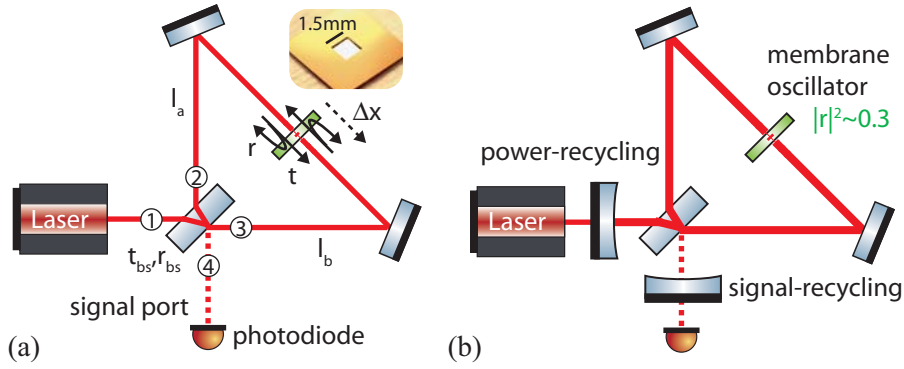 1.5mm
l_a
Δx
r
t
2
Laser
1
3
t_bs,r_bs
l_b
4
signal port
(a)
photodiode
membrane
oscillator
|r|²~0.3
power-recycling
Laser
signal-recycling
(b)